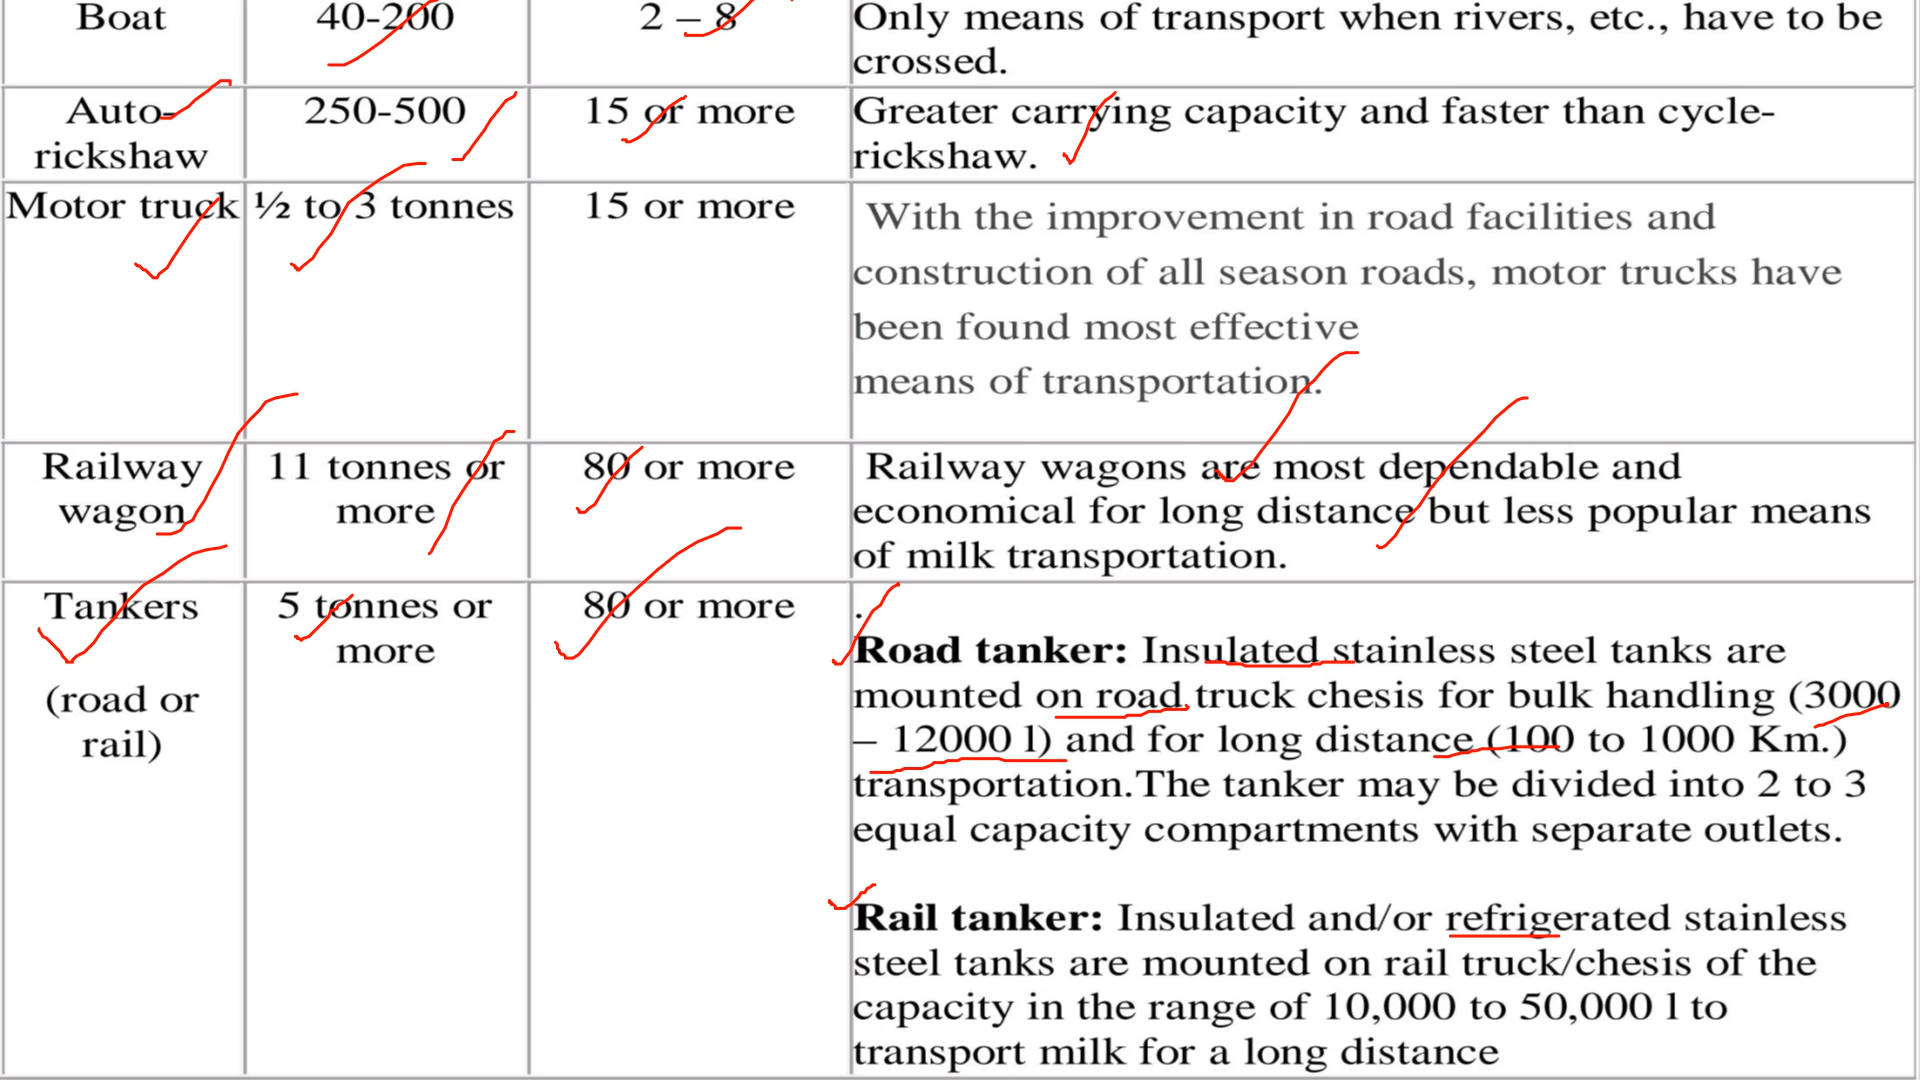 Boat 40-200 2 – 8 Only means of transport when rivers, etc., have to be
crossed.
Auto- 250-500 15 or more Greater carrying capacity and faster than cycle-
rickshaw rickshaw.
Motor truck ½ to 3 tonnes 15 or more With the improvement in road facilities and
construction of all season roads, motor trucks have
been found most effective
means of transportation.
Railway 11 tonnes or 80 or more Railway wagons are most dependable and
wagon more economical for long distance but less popular means
of milk transportation.
Tankers 5 tonnes or 80 or more .
more Road tanker: Insulated stainless steel tanks are
(road or mounted on road truck chesis for bulk handling (3000
rail) – 12000 l) and for long distance (100 to 1000 Km.)
transportation.The tanker may be divided into 2 to 3
equal capacity compartments with separate outlets.
Rail tanker: Insulated and/or refrigerated stainless
steel tanks are mounted on rail truck/chesis of the
capacity in the range of 10,000 to 50,000 l to
transport milk for a long distance